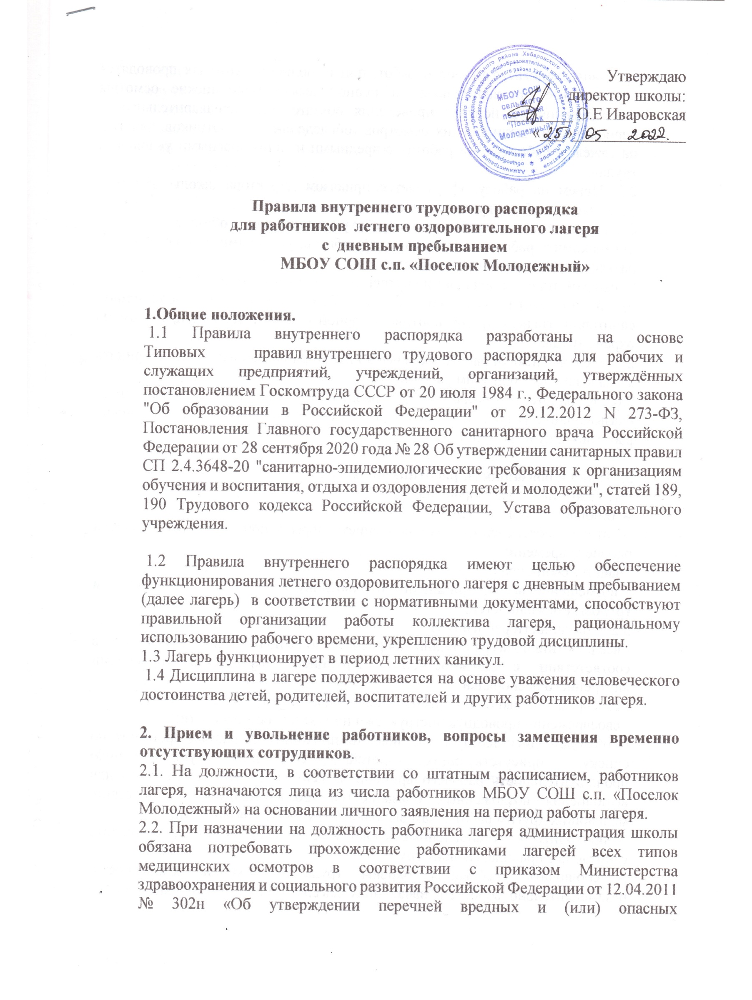 Утверждаю
директор школы:
О.Е Иваровская
« 25 » 05 2022.
МБОУ СОШ
сельского
поселения
"Поселок
Молодежный"
Правила внутреннего трудового распорядка
для работников летнего оздоровительного лагеря
с дневным пребыванием
МБОУ СОШ с.п. «Поселок Молодежный»
1.Общие положения.
1.1 Правила внутреннего распорядка разработаны на основе
Типовых правил внутреннего трудового распорядка для рабочих и
служащих предприятий, учреждений, организаций, утверждённых
постановлением Госкомтруда СССР от 20 июля 1984 г., Федерального закона
"Об образовании в Российской Федерации" от 29.12.2012 N 273-ФЗ,
Постановления Главного государственного санитарного врача Российской
Федерации от 28 сентября 2020 года № 28 Об утверждении санитарных правил
СП 2.4.3648-20 "санитарно-эпидемиологические требования к организациям
обучения и воспитания, отдыха и оздоровления детей и молодежи", статей 189,
190 Трудового кодекса Российской Федерации, Устава образовательного
учреждения.
1.2 Правила внутреннего распорядка имеют целью обеспечение
функционирования летнего оздоровительного лагеря с дневным пребыванием
(далее лагерь) в соответствии с нормативными документами, способствуют
правильной организации работы коллектива лагеря, рациональному
использованию рабочего времени, укреплению трудовой дисциплины.
1.3 Лагерь функционирует в период летних каникул.
1.4 Дисциплина в лагере поддерживается на основе уважения человеческого
достоинства детей, родителей, воспитателей и других работников лагеря.
2. Прием и увольнение работников, вопросы замещения временно
отсутствующих сотрудников.
2.1. На должности, в соответствии со штатным расписанием, работников
лагеря, назначаются лица из числа работников МБОУ СОШ с.п. «Поселок
Молодежный» на основании личного заявления на период работы лагеря.
2.2. При назначении на должность работника лагеря администрация школы
обязана потребовать прохождение работниками лагерей всех типов
медицинских осмотров в соответствии с приказом Министерства
здравоохранения и социального развития Российской Федерации от 12.04.2011
№ 302н «Об утверждении перечней вредных и (или) опасных